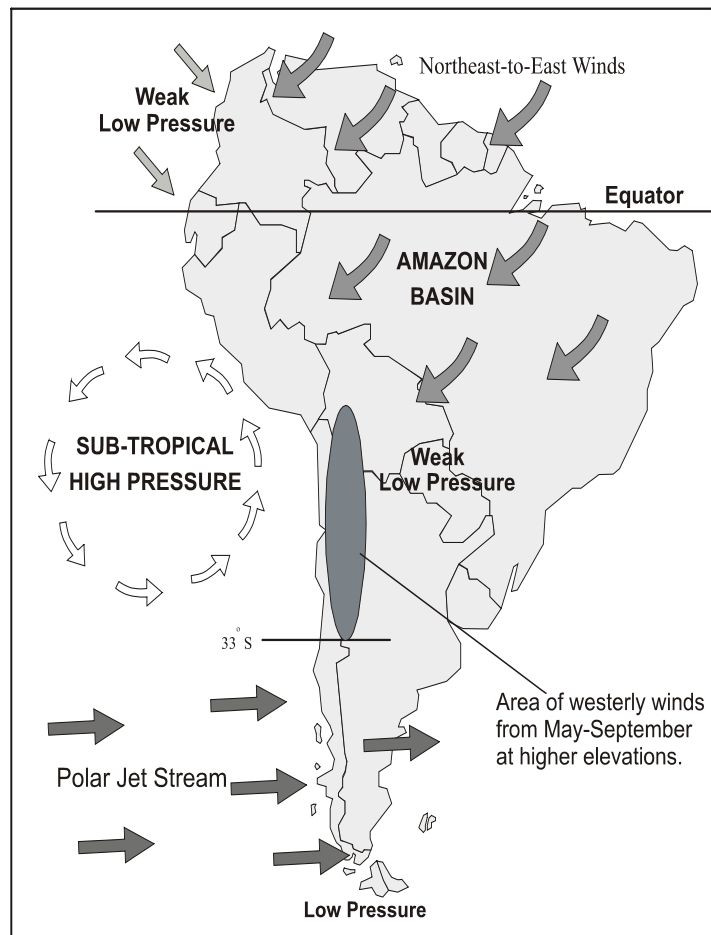 Northeast-to-East Winds
Weak
Low Pressure
Equator
AMAZON
BASIN
SUB-TROPICAL
HIGH PRESSURE
Weak
Low Pressure
33° S
Area of westerly winds
from May-September
at higher elevations.
Polar Jet Stream
Low Pressure